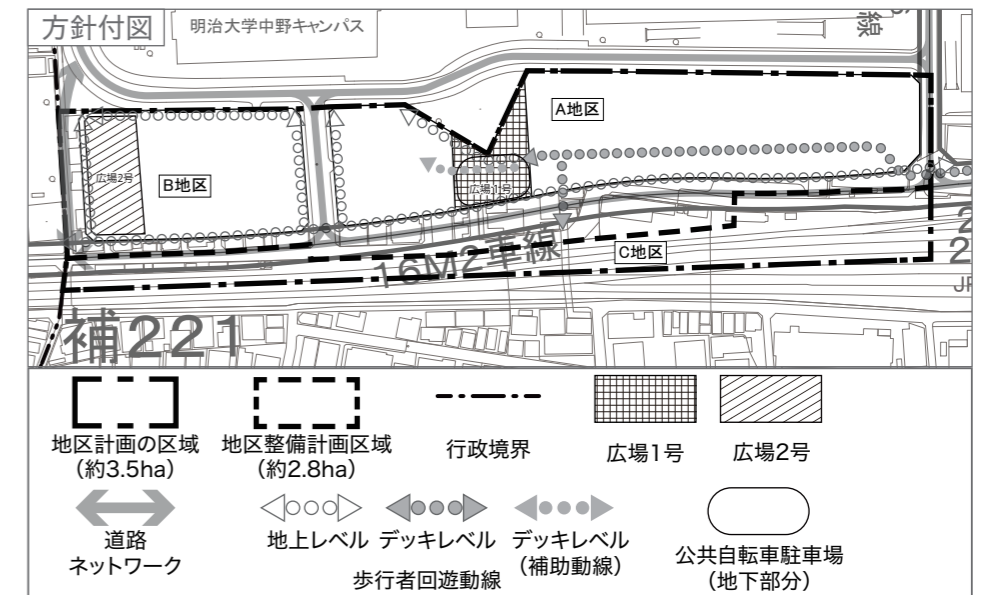 方針付図
明治大学中野キャンパス
線
A地区
広場2号
B地区
広場1号
C地区
16M2車線
2
2
JR
補221
地区計画の区域
（約3.5ha）
地区整備計画区域
（約2.8ha）
行政境界
広場1号
広場2号
道路
ネットワーク
地上レベル
デッキレベル
デッキレベル
（補助動線）
歩行者回遊動線
公共自転車駐車場
（地下部分）